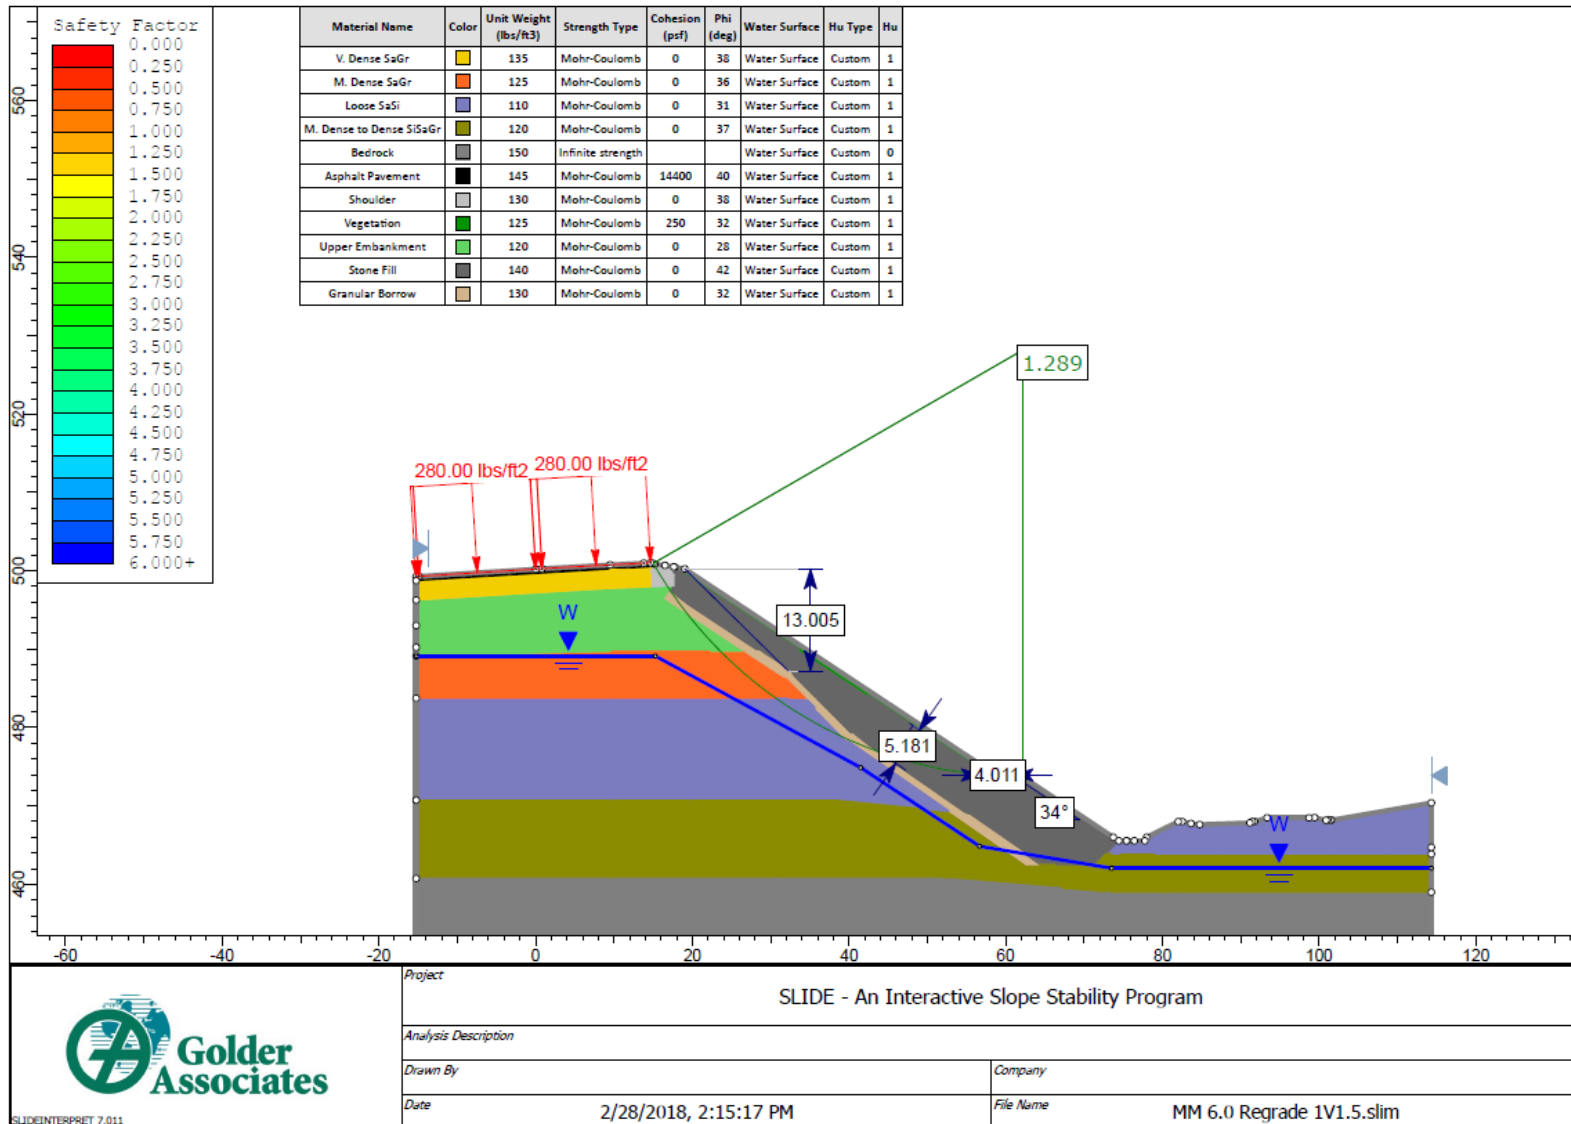 Safety Factor
0.000
0.250
0.500
0.750
1.000
1.250
1.500
1.750
2.000
2.250
2.500
2.750
3.000
3.250
3.500
3.750
4.000
4.250
4.500
4.750
5.000
5.250
5.500
5.750
6.000+
Material Name Color Unit Weight (lbs/ft3) Strength Type Cohesion (psf) Phi (deg) Water Surface Hu Type Hu
V. Dense SaGr 135 Mohr-Coulomb 0 38 Water Surface Custom 1
M. Dense SaGr 125 Mohr-Coulomb 0 36 Water Surface Custom 1
Loose SaSi 110 Mohr-Coulomb 0 31 Water Surface Custom 1
M. Dense to Dense SiSaGr 120 Mohr-Coulomb 0 37 Water Surface Custom 1
Bedrock 150 Infinite strength Water Surface Custom 0
Asphalt Pavement 145 Mohr-Coulomb 14400 40 Water Surface Custom 1
Shoulder 130 Mohr-Coulomb 0 38 Water Surface Custom 1
Vegetation 125 Mohr-Coulomb 250 32 Water Surface Custom 1
Upper Embankment 120 Mohr-Coulomb 0 28 Water Surface Custom 1
Stone Fill 140 Mohr-Coulomb 0 42 Water Surface Custom 1
Granular Borrow 130 Mohr-Coulomb 0 32 Water Surface Custom 1
560
540
520
500
480
460
1.289
280.00 lbs/ft2 280.00 lbs/ft2
W
13.005
5.181
4.011
34°
W
-60 -40 -20 0 20 40 60 80 100 120
Golder
Associates
SLIDEINTERPRET 7.011
Project
SLIDE - An Interactive Slope Stability Program
Analysis Description
Drawn By
Company
Date
2/28/2018, 2:15:17 PM
File Name
MM 6.0 Regrade 1V1.5.slim